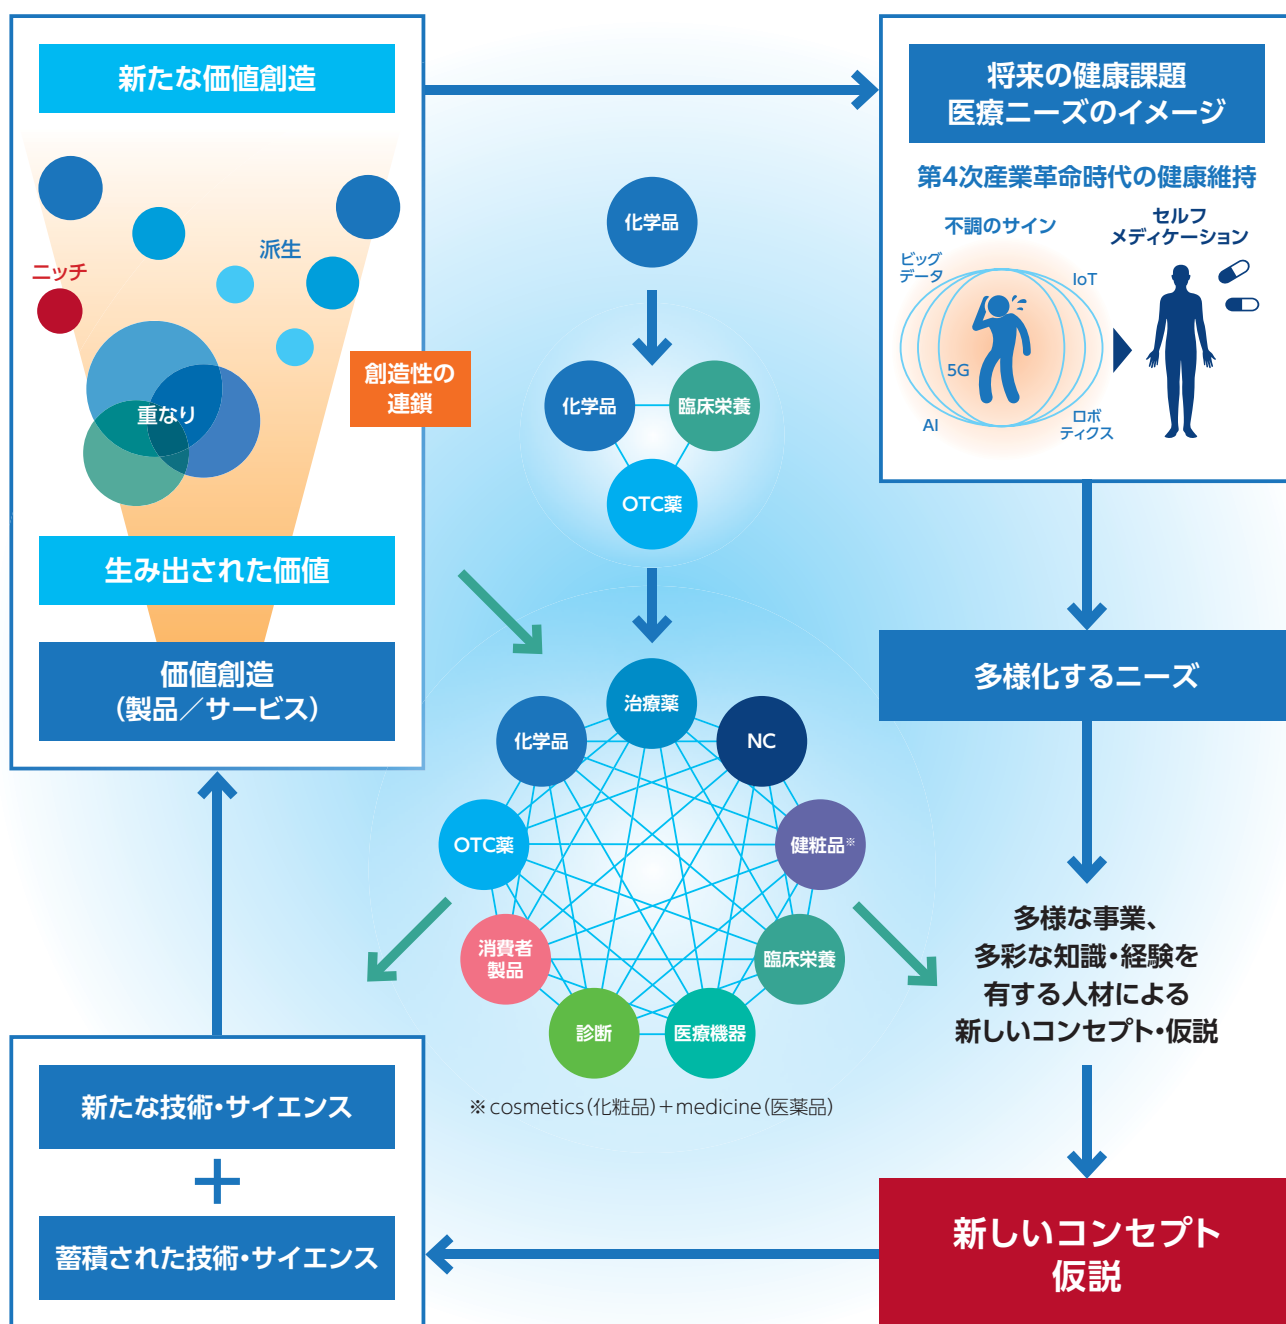 新たな価値創造
派生
ニッチ
重なり
創造性の
連鎖
生み出された価値
価値創造
(製品／サービス)
将来の健康課題
医療ニーズのイメージ
第4次産業革命時代の健康維持
不調のサイン
セルフ
メディケーション
ビッグ
データ
IoT
5G
AI
ロボ
ティクス
化学品
化学品
臨床栄養
OTC薬
治療薬
化学品
NC
OTC薬
健粧品※
消費者
製品
臨床栄養
診断
医療機器
※ cosmetics(化粧品)＋medicine(医薬品)
多様化するニーズ
多様な事業、
多彩な知識・経験を
有する人材による
新しいコンセプト・仮説
新しいコンセプト
仮説
新たな技術・サイエンス
＋
蓄積された技術・サイエンス